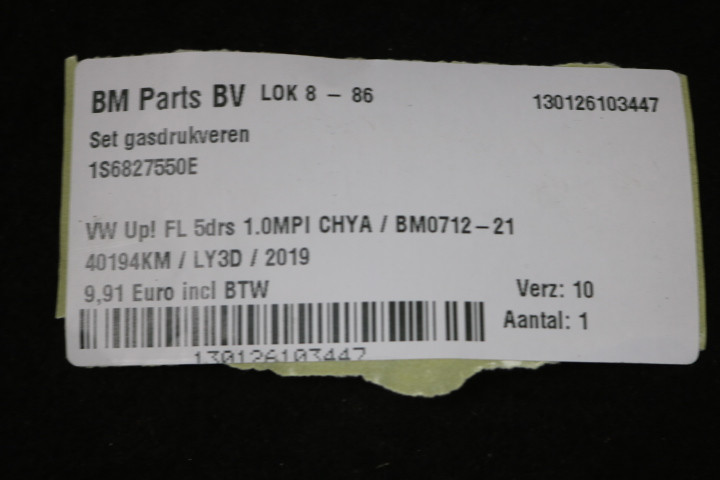 BM Parts BV LOK 8 - 86 130126103447
Set gasdrukveren
1S6827550E
VW Up! FL 5drs 1.0MPI CHYA / BM0712-21
40194KM / LY3D / 2019
9,91 Euro incl BTW Verz: 10
Aantal: 1
130126103447